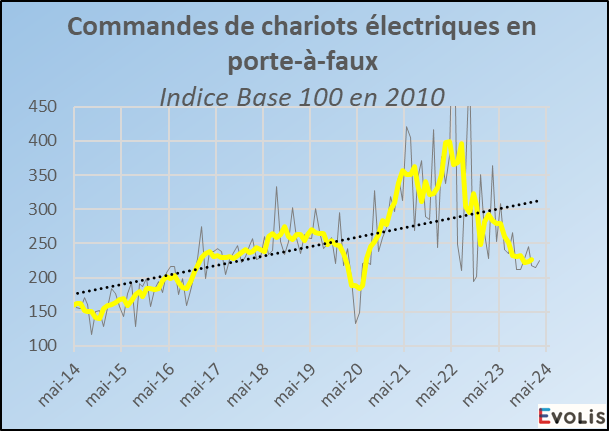 Commandes de chariots électriques en
porte-à-faux
Indice Base 100 en 2010
450
400
350
300
250
200
150
100
mai-14
mai-15
mai-16
mai-17
mai-18
mai-19
mai-20
mai-21
mai-22
mai-23
mai-24
EVOLIS